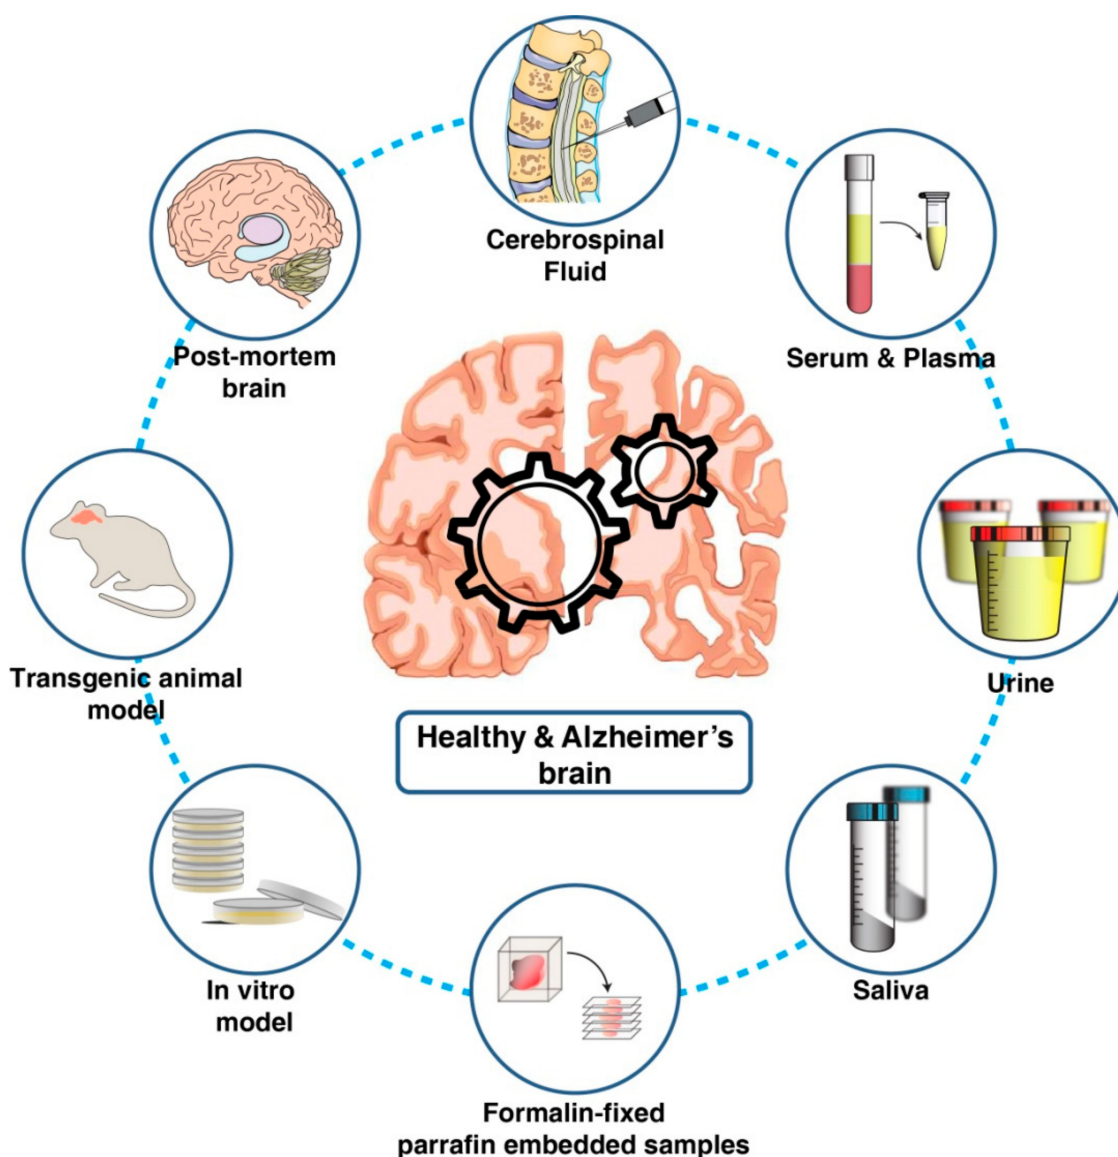 Cerebrospinal
Fluid
Serum & Plasma
Urine
Saliva
Formalin-fixed
parrafin embedded samples
In vitro
model
Transgenic animal
model
Post-mortem
brain
Healthy & Alzheimer's
brain